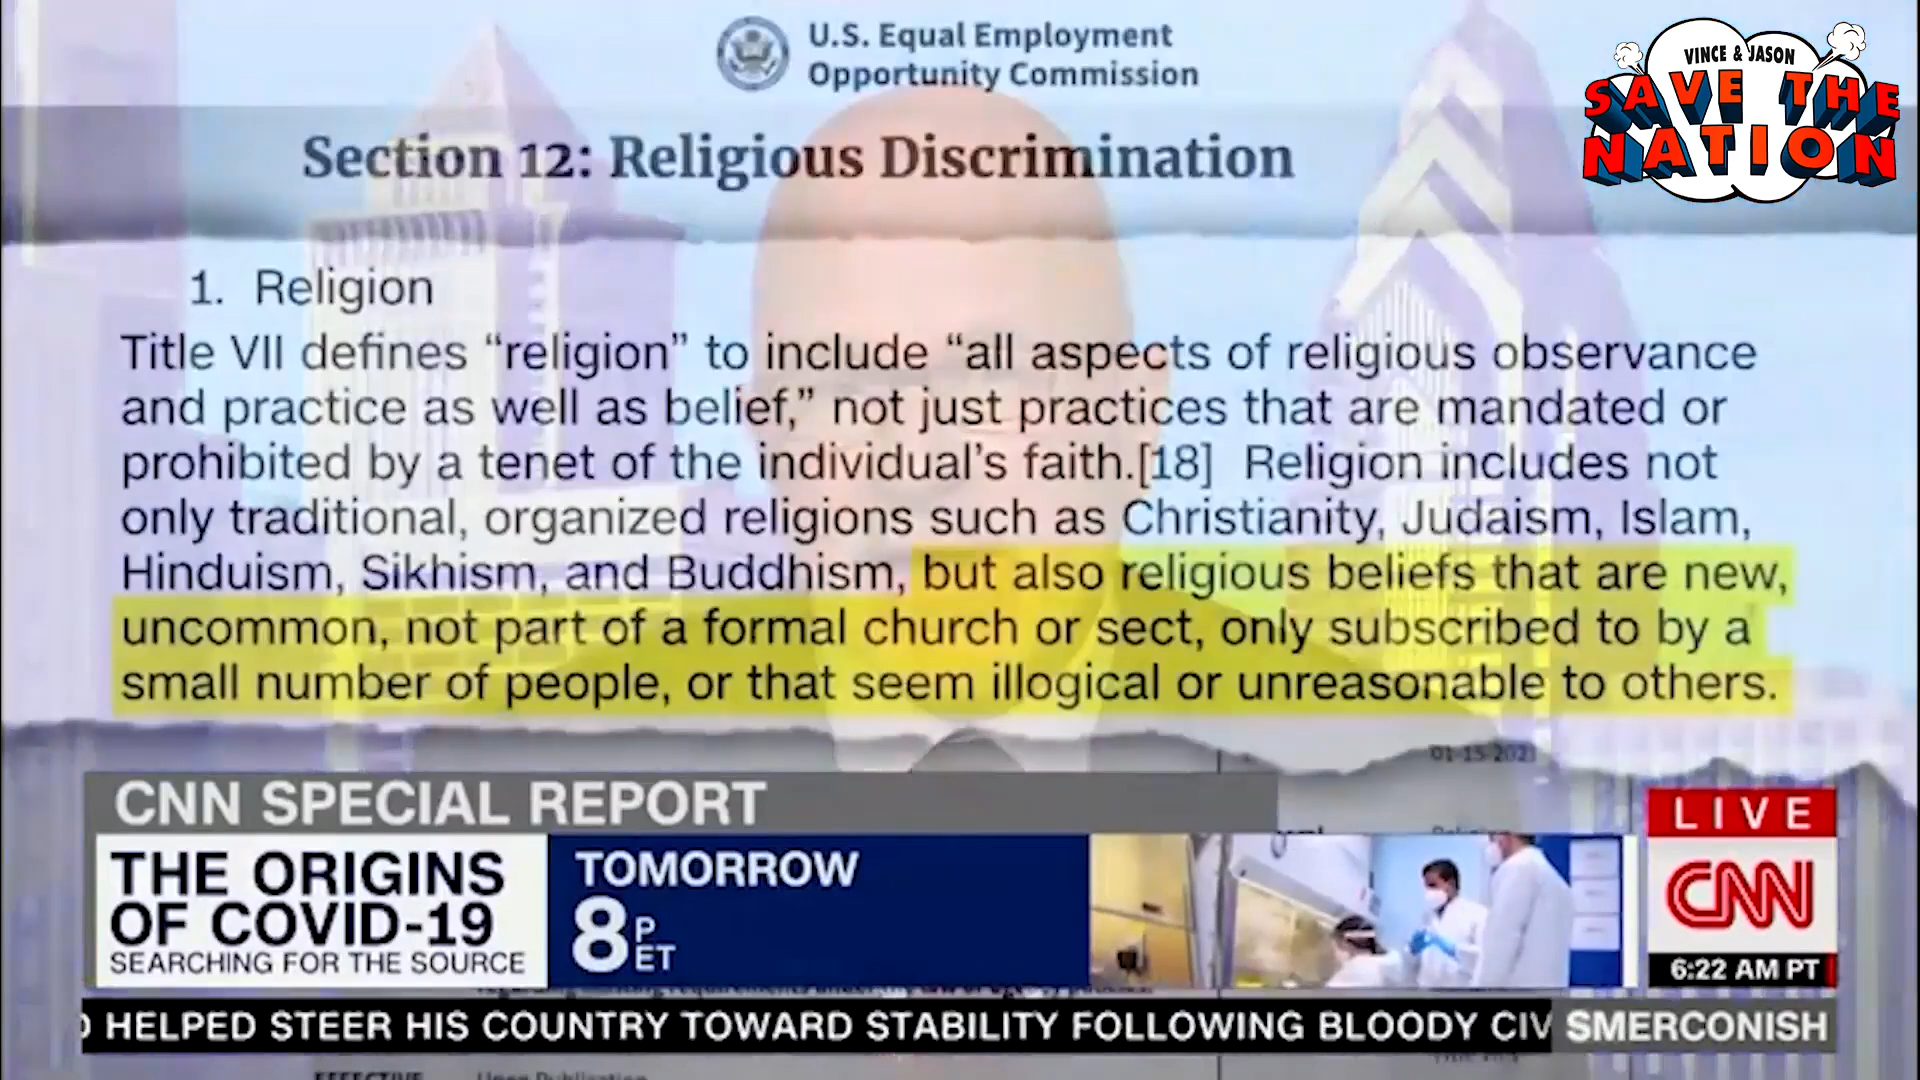 U.S. Equal Employment
Opportunity Commission
VINCE & JASON
SAVE THE
NATION
Section 12: Religious Discrimination
1. Religion
Title VII defines “religion” to include “all aspects of religious observance
and practice as well as belief,” not just practices that are mandated or
prohibited by a tenet of the individual’s faith.[18] Religion includes not
only traditional, organized religions such as Christianity, Judaism, Islam,
Hinduism, Sikhism, and Buddhism, but also religious beliefs that are new,
uncommon, not part of a formal church or sect, only subscribed to by a
small number of people, or that seem illogical or unreasonable to others.
CNN SPECIAL REPORT
THE ORIGINS
OF COVID-19
SEARCHING FOR THE SOURCE
TOMORROW
8 P
ET
LIVE
CNN
6:22 AM PT
HELPED STEER HIS COUNTRY TOWARD STABILITY FOLLOWING BLOODY CIV
SMERCONISH
Upon Publication